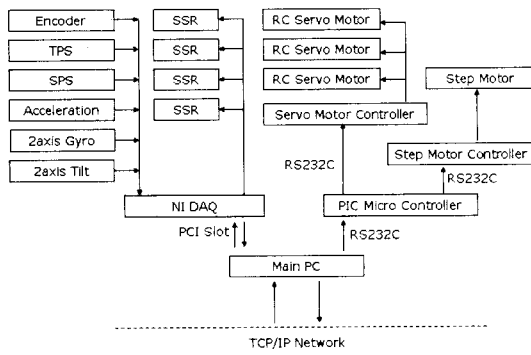 Encoder
TPS
SPS
Acceleration
2axis Gyro
2axis Tilt
SSR
SSR
SSR
SSR
RC Servo Motor
RC Servo Motor
RC Servo Motor
Servo Motor Controller
Step Motor
Step Motor Controller
RS232C
RS232C
NI DAQ
PIC Micro Controller
PCI Slot
RS232C
Main PC
TCP/IP Network